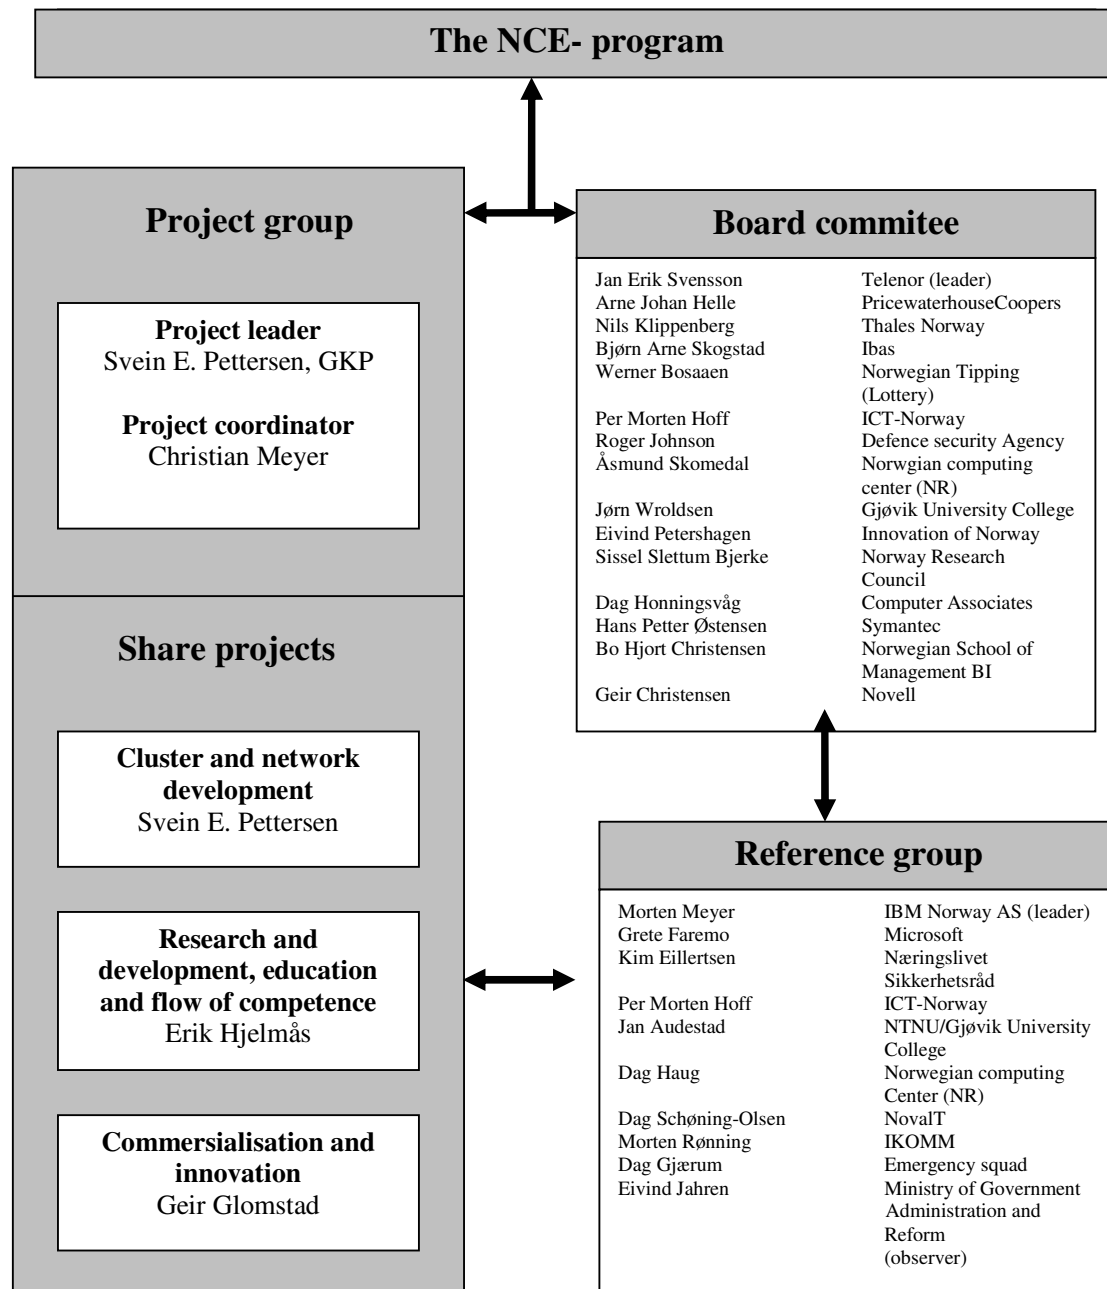 The NCE- program
Project group
Project leader
Svein E. Pettersen, GKP
Project coordinator
Christian Meyer
Share projects
Cluster and network
development
Svein E. Pettersen
Research and
development, education
and flow of competence
Erik Hjelmås
Commersialisation and
innovation
Geir Glomstad
Board commitee
Jan Erik Svensson Telenor (leader)
Arne Johan Helle PricewaterhouseCoopers
Nils Klippenberg Thales Norway
Bjørn Arne Skogstad Ibas
Werner Bosaaen Norwegian Tipping
(Lottery)
Per Morten Hoff ICT-Norway
Roger Johnson Defence security Agency
Åsmund Skomedal Norwgian computing
center (NR)
Jørn Wroldsen Gjøvik University College
Eivind Petershagen Innovation of Norway
Sissel Slettum Bjerke Norway Research
Council
Dag Honningsvåg Computer Associates
Hans Petter Østensen Symantec
Bo Hjort Christensen Norwegian School of
Management BI
Geir Christensen Novell
Reference group
Morten Meyer IBM Norway AS (leader)
Grete Faremo Microsoft
Kim Eillertsen Næringslivet
Sikkerhetsråd
Per Morten Hoff ICT-Norway
Jan Audestad NTNU/Gjøvik University
College
Dag Haug Norwegian computing
Center (NR)
Dag Schøning-Olsen NovalT
Morten Rønning IKOMM
Dag Gjærum Emergency squad
Eivind Jahren Ministry of Government
Administration and
Reform
(observer)